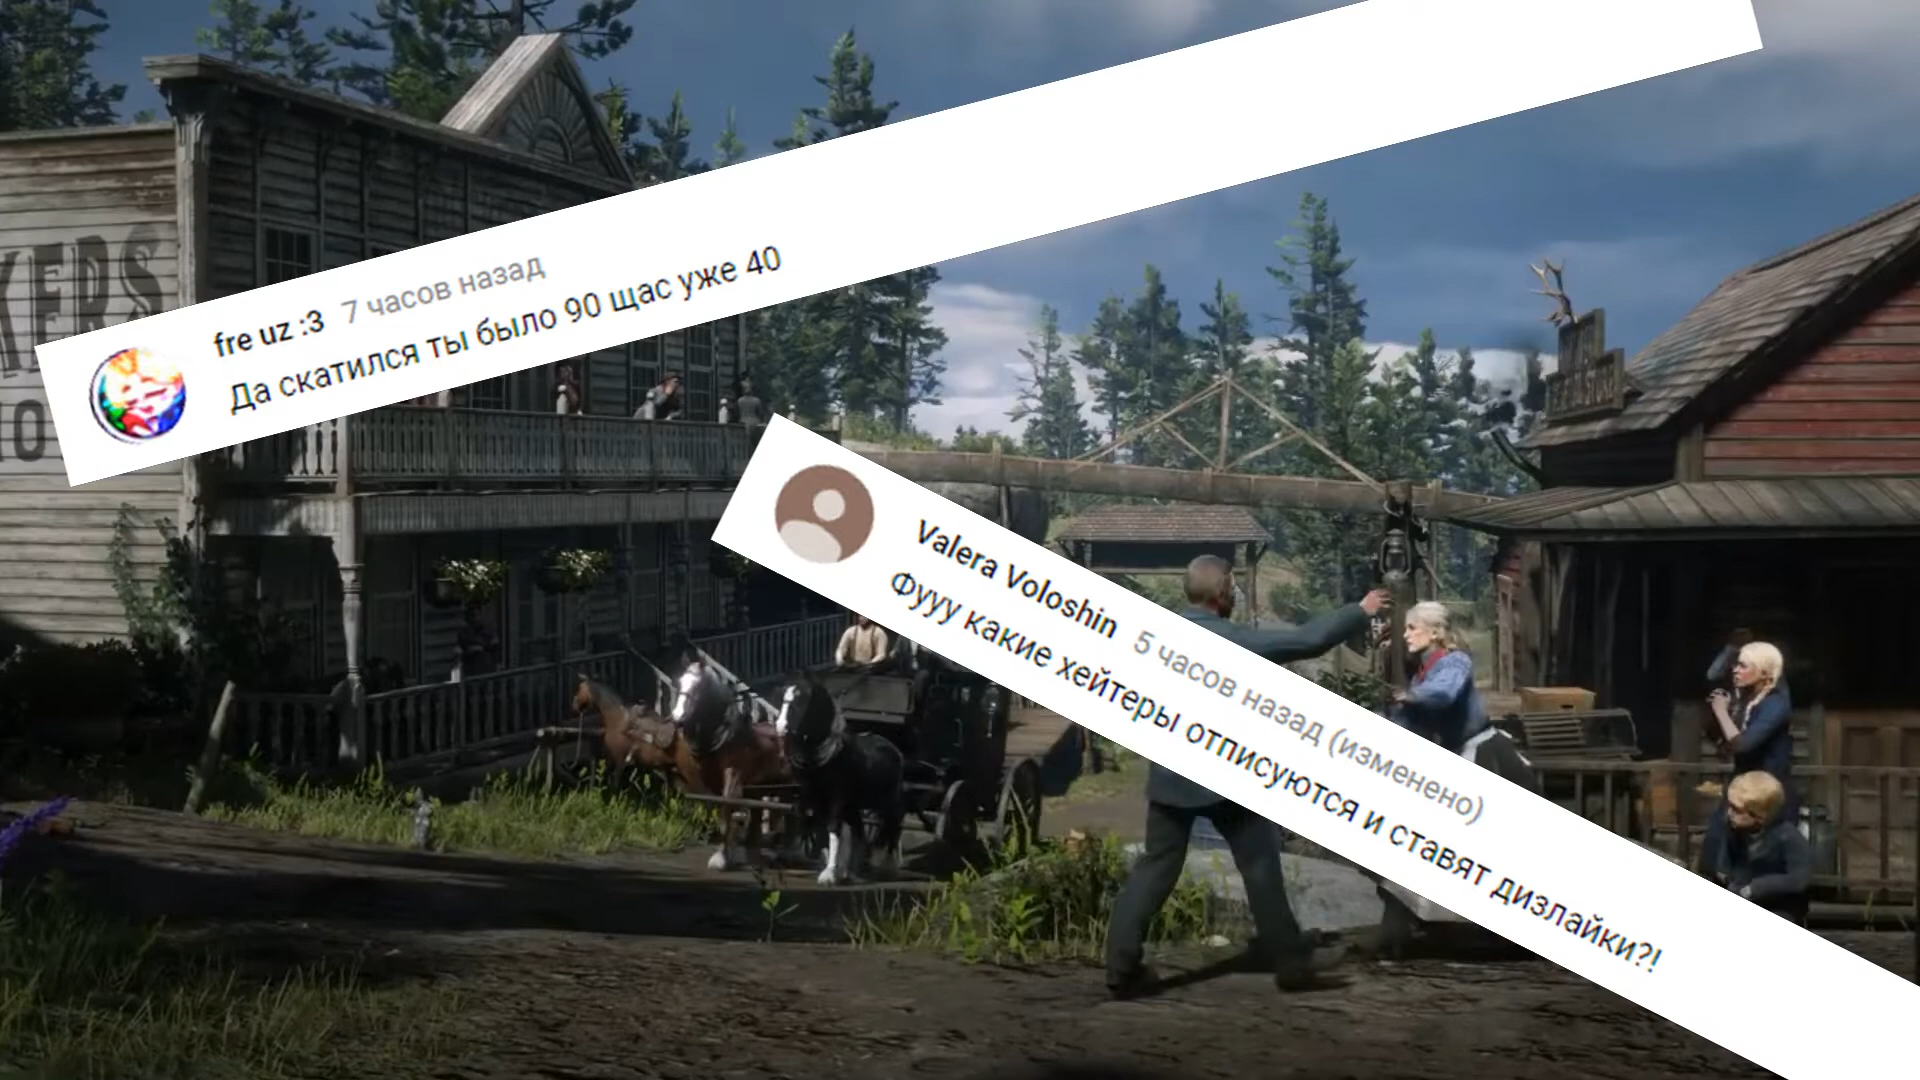 fre uz :3 7 часов назад
Да скатился ты было 90 щас уже 40
Valera Voloshin 5 часов назад (изменено)
Фууу какие хейтеры отписуются и ставят дизлайки?!